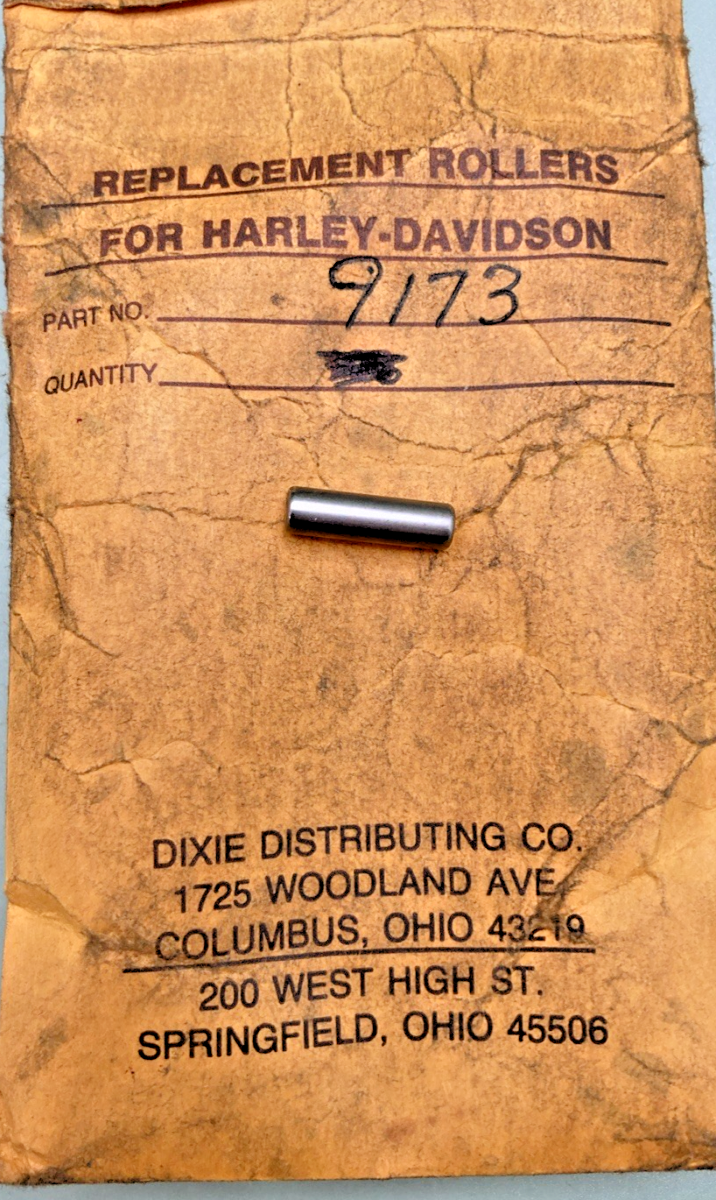 REPLACEMENT ROLLERS
FOR HARLEY-DAVIDSON
PART NO. 9173
QUANTITY
DIXIE DISTRIBUTING CO.
1725 WOODLAND AVE.
COLUMBUS, OHIO 43219
200 WEST HIGH ST.
SPRINGFIELD, OHIO 45506